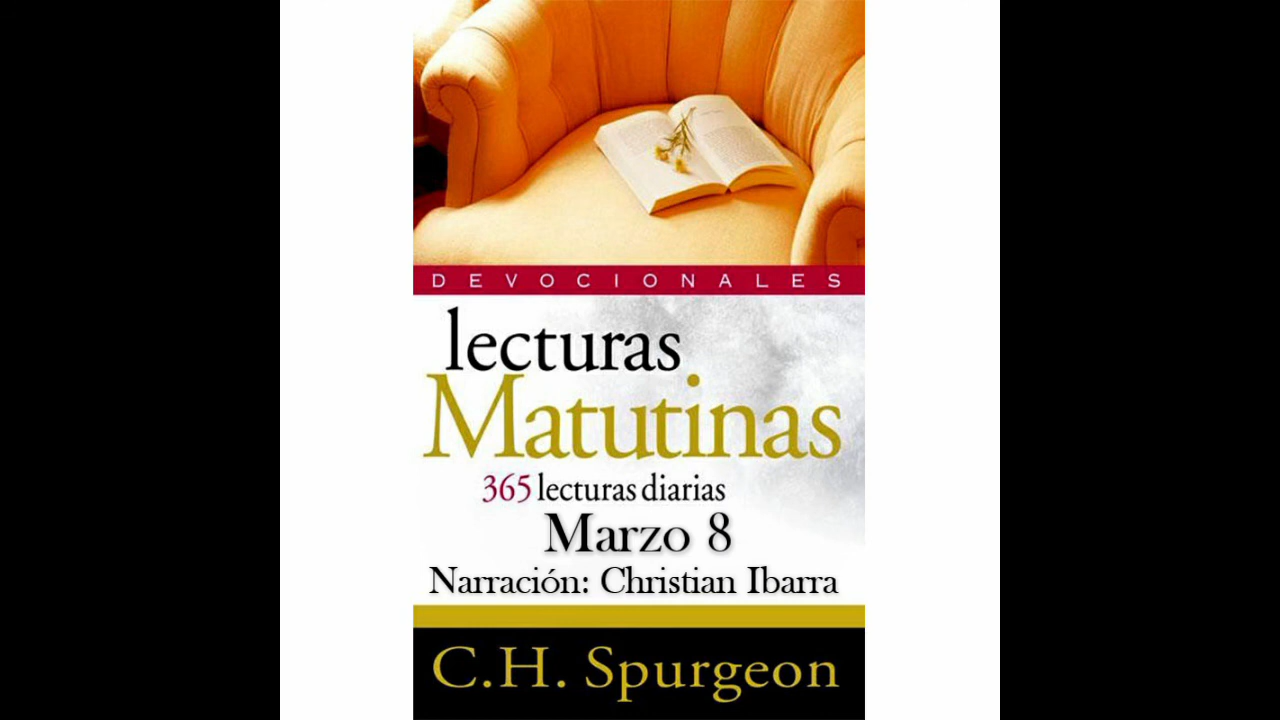 DEVOCIONALES
lecturas
Matutinas
365 lecturas diarias
Marzo 8
Narración: Christian Ibarra
C.H. Spurgeon